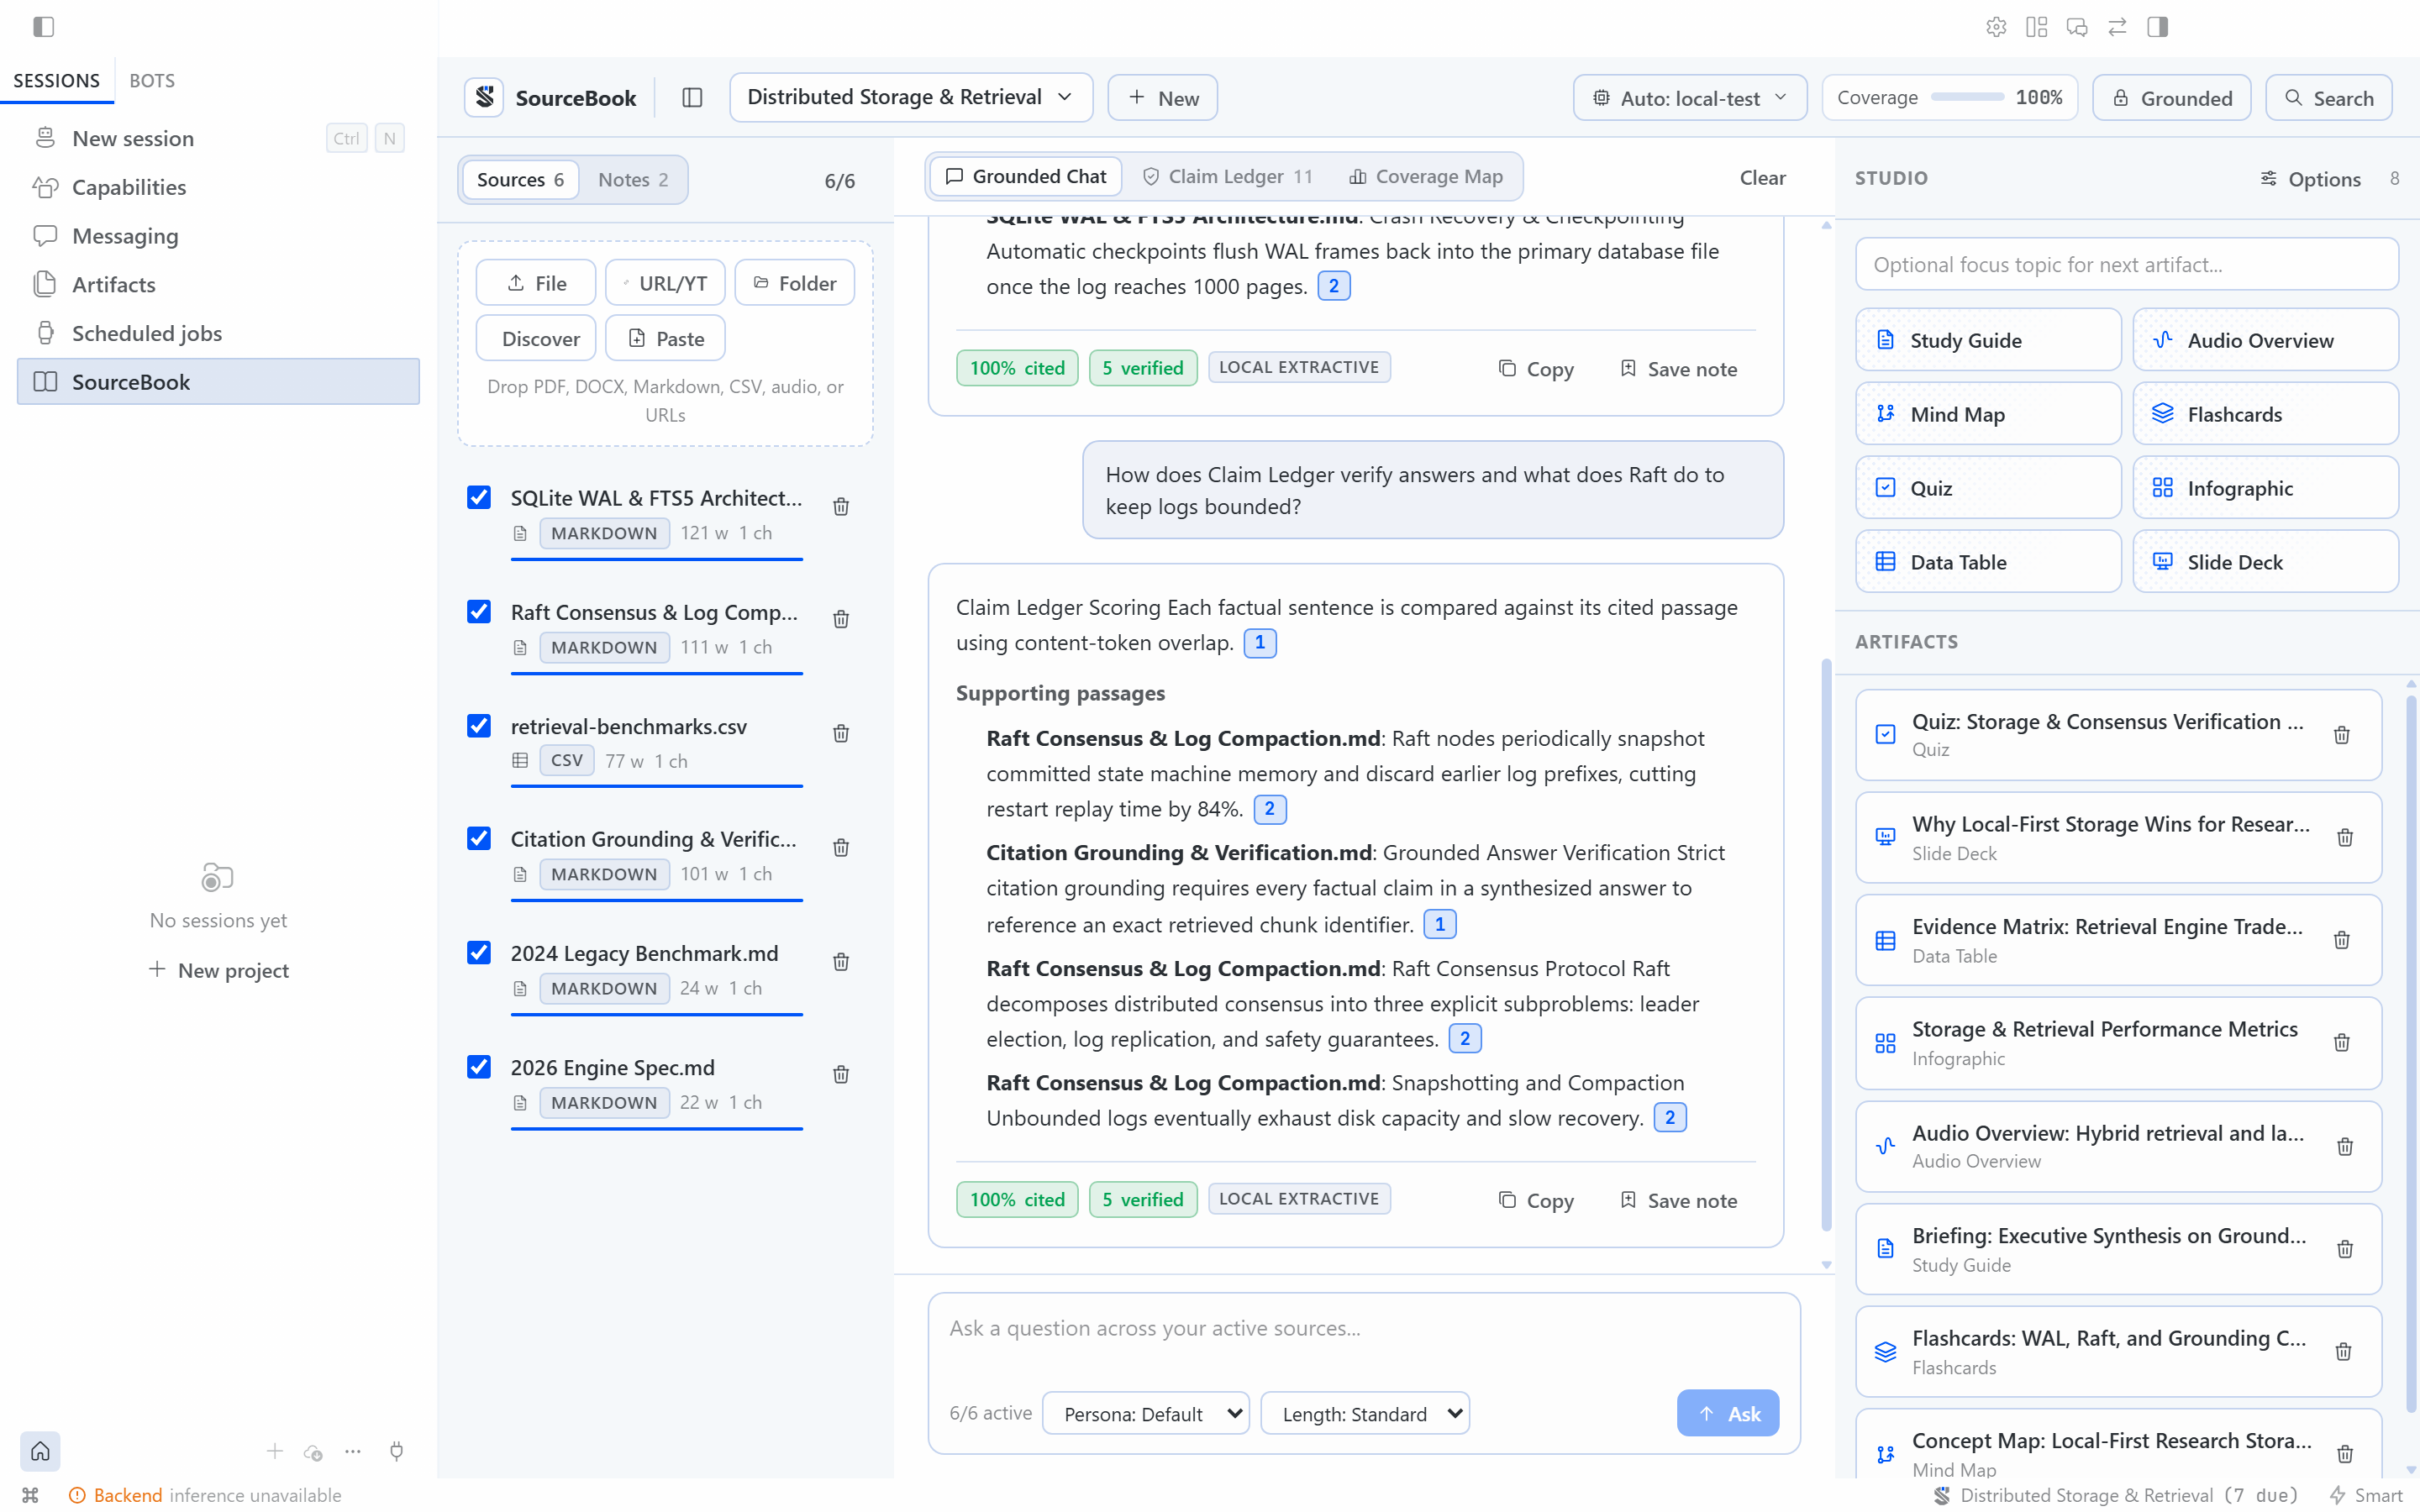 SESSIONS
BOTS
New session
Ctrl N
Capabilities
Messaging
Artifacts
Scheduled jobs
SourceBook
No sessions yet
New project
Backend inference unavailable
SourceBook
Distributed Storage & Retrieval
New
Auto: local-test
Coverage 100%
Grounded
Search
Sources 6
Notes 2
6/6
File
URL/YT
Folder
Discover
Paste
Drop PDF, DOCX, Markdown, CSV, audio, or
URLs
SQLite WAL & FTS5 Architect...
MARKDOWN 121 w 1 ch
Raft Consensus & Log Comp...
MARKDOWN 111 w 1 ch
retrieval-benchmarks.csv
CSV 77 w 1 ch
Citation Grounding & Verific...
MARKDOWN 101 w 1 ch
2024 Legacy Benchmark.md
MARKDOWN 24 w 1 ch
2026 Engine Spec.md
MARKDOWN 22 w 1 ch
Grounded Chat
Claim Ledger 11
Coverage Map
Clear
SQLite WAL & FTS5 Architecture.md: Crash Recovery & Checkpointing
Automatic checkpoints flush WAL frames back into the primary database file
once the log reaches 1000 pages. 2
100% cited
5 verified
LOCAL EXTRACTIVE
Copy
Save note
How does Claim Ledger verify answers and what does Raft do to
keep logs bounded?
Claim Ledger Scoring Each factual sentence is compared against its cited passage
using content-token overlap. 1
Supporting passages
Raft Consensus & Log Compaction.md: Raft nodes periodically snapshot
committed state machine memory and discard earlier log prefixes, cutting
restart replay time by 84%. 2
Citation Grounding & Verification.md: Grounded Answer Verification Strict
citation grounding requires every factual claim in a synthesized answer to
reference an exact retrieved chunk identifier. 1
Raft Consensus & Log Compaction.md: Raft Consensus Protocol Raft
decomposes distributed consensus into three explicit subproblems: leader
election, log replication, and safety guarantees. 2
Raft Consensus & Log Compaction.md: Snapshotting and Compaction
Unbounded logs eventually exhaust disk capacity and slow recovery. 2
100% cited
5 verified
LOCAL EXTRACTIVE
Copy
Save note
Ask a question across your active sources...
6/6 active
Persona: Default
Length: Standard
Ask
STUDIO
Options
8
Optional focus topic for next artifact...
Study Guide
Audio Overview
Mind Map
Flashcards
Quiz
Infographic
Data Table
Slide Deck
ARTIFACTS
Quiz: Storage & Consensus Verification ...
Quiz
Why Local-First Storage Wins for Resear...
Slide Deck
Evidence Matrix: Retrieval Engine Trade...
Data Table
Storage & Retrieval Performance Metrics
Infographic
Audio Overview: Hybrid retrieval and la...
Audio Overview
Briefing: Executive Synthesis on Ground...
Study Guide
Flashcards: WAL, Raft, and Grounding C...
Flashcards
Concept Map: Local-First Research Stora...
Mind Map
Distributed Storage & Retrieval (7 due)
Smart